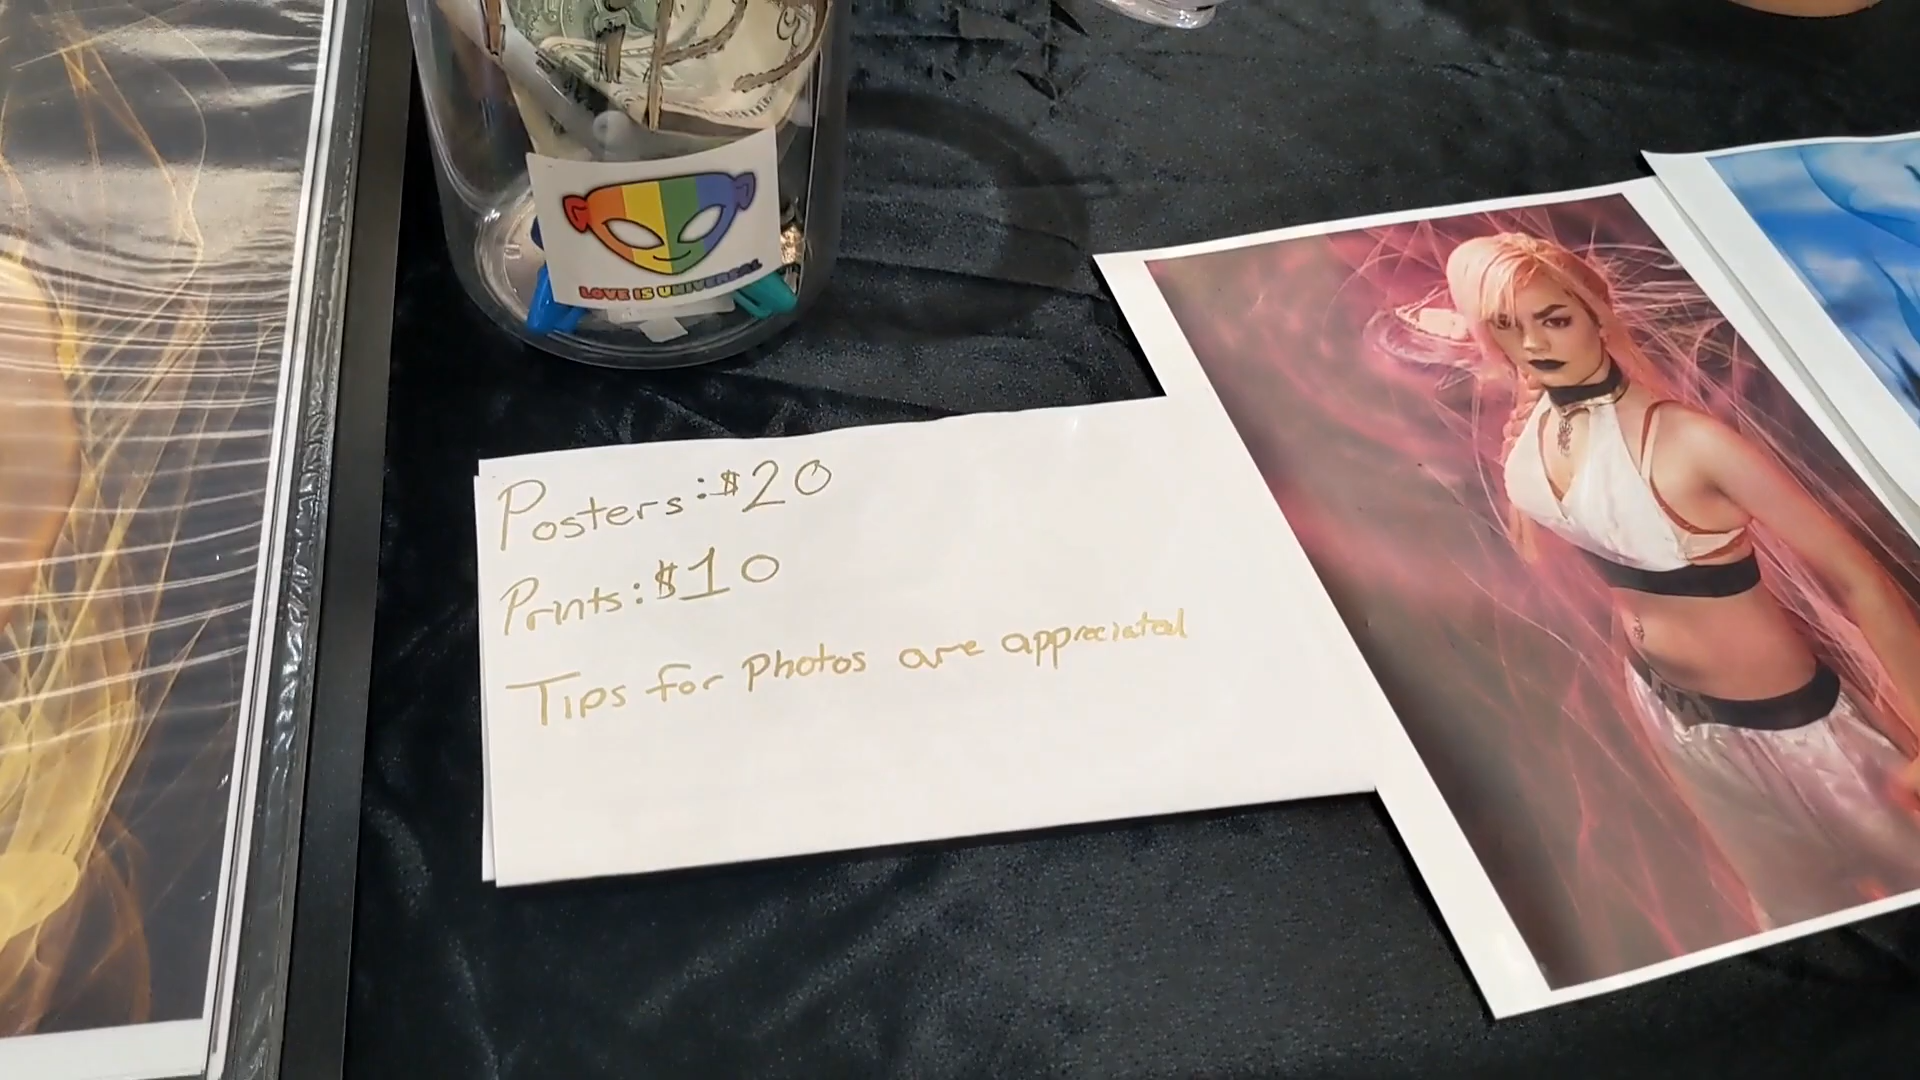 LOVE IS UNIVERSAL
Posters: $20
Prints: $10
Tips for Photos are appreciated